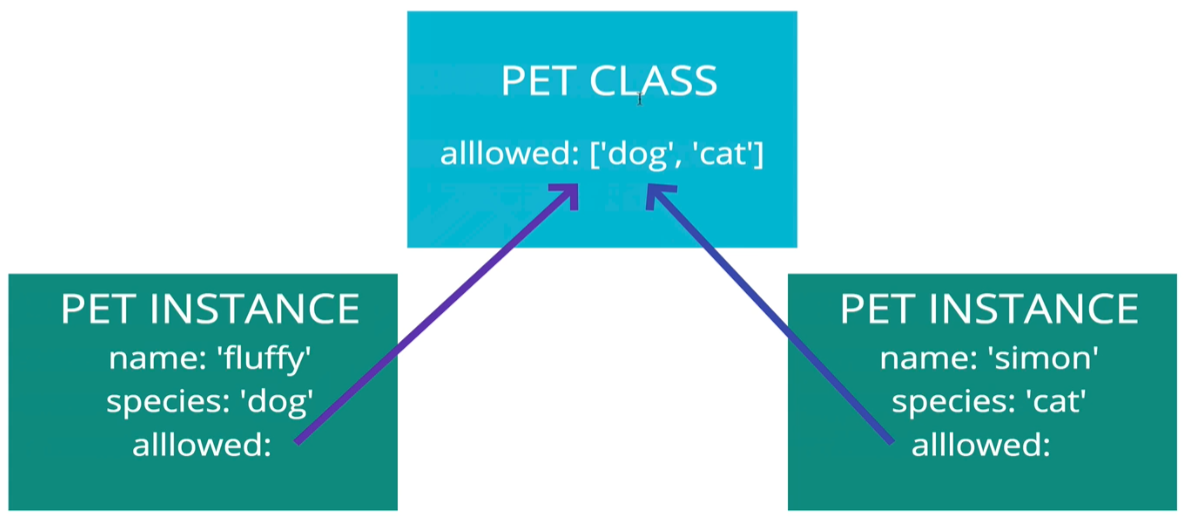 PET CLASS
alllowed: ['dog', 'cat']
PET INSTANCE
name: 'fluffy'
species: 'dog'
alllowed:
PET INSTANCE
name: 'simon'
species: 'cat'
alllowed: